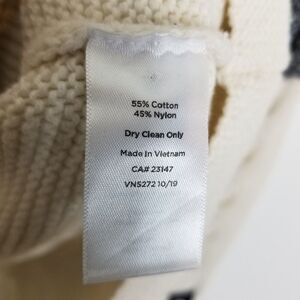 55% Cotton
45% Nylon
Dry Clean Only
Made In Vietnam
CA# 23147
VN5272 10/19